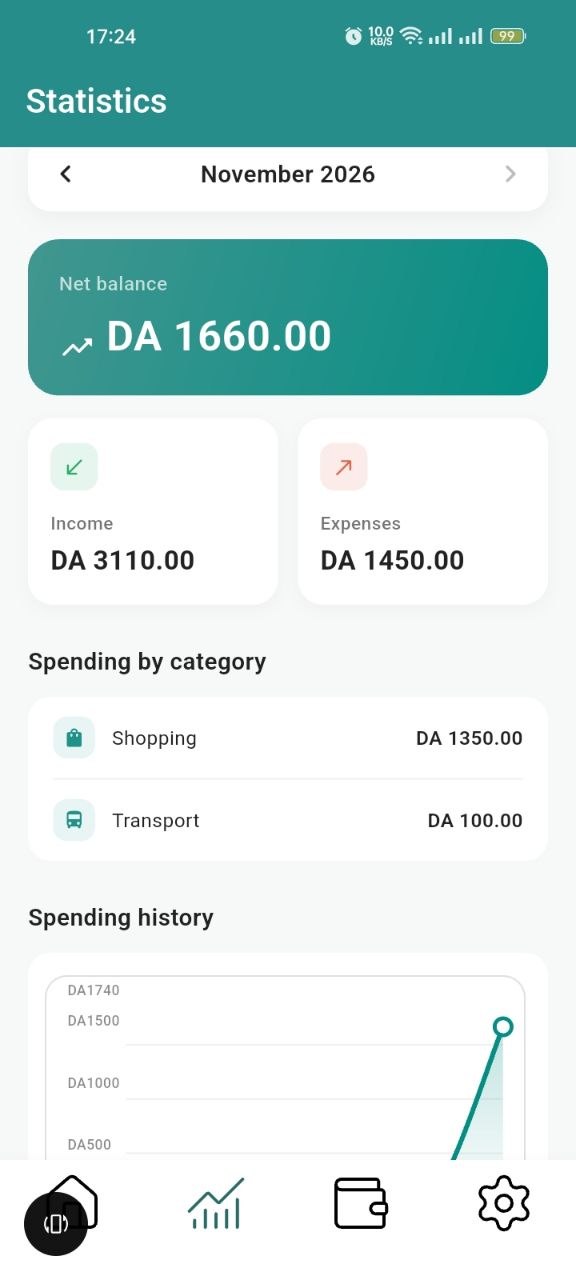 17:24
10.0
KB/S
99
Statistics
November 2026
Net balance
DA 1660.00
Income
DA 3110.00
Expenses
DA 1450.00
Spending by category
Shopping
DA 1350.00
Transport
DA 100.00
Spending history
DA1740
DA1500
DA1000
DA500